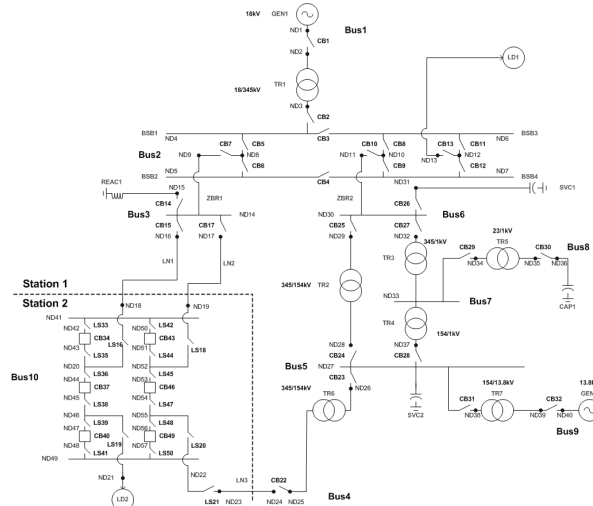 18kV
GEN1
ND1
CB1
Bus1
ND2
TR1
18/345kV
LD1
ND3
CB2
BSB1
ND4
CB3
ND6
BSB3
CB7
CB5
CB10
CB8
CB13
CB11
Bus2
ND9
ND8
ND11
ND10
ND13
ND12
CB6
CB9
CB12
BSB2
ND5
CB4
ND31
ND7
BSB4
REAC1
ND15
CB14
ZBR1
ZBR2
CB26
SVC1
Bus3
ND14
ND30
Bus6
CB15
CB17
CB25
CB27
ND16
ND17
ND29
ND32
345/1kV
23/1kV
CB29
TR5
CB30
Bus8
LN1
LN2
TR3
ND34
ND35
ND36
Station 1
Station 2
345/154kV
TR2
ND33
Bus7
CAP1
ND18
ND19
ND41
TR4
154/1kV
LS33
LS42
ND42
ND50
CB34
LS16
CB43
LS18
ND43
LS35
ND51
LS44
ND28
ND37
CB24
CB28
ND20
LS36
ND52
LS45
Bus5
ND27
ND44
ND53
CB23
ND26
Bus10
CB37
CB46
345/154kV
154/13.8kV
ND45
LS38
ND54
LS47
TR6
SVC2
CB31
TR7
CB32
13.8k
GEN
ND46
LS39
ND55
LS48
ND38
ND39
ND40
CB40
LS19
ND56
CB49
LS20
Bus9
ND48
LS41
ND57
LS50
ND49
ND21
ND22
LN3
CB22
LD2
LS21
ND23
ND24
ND25
Bus4